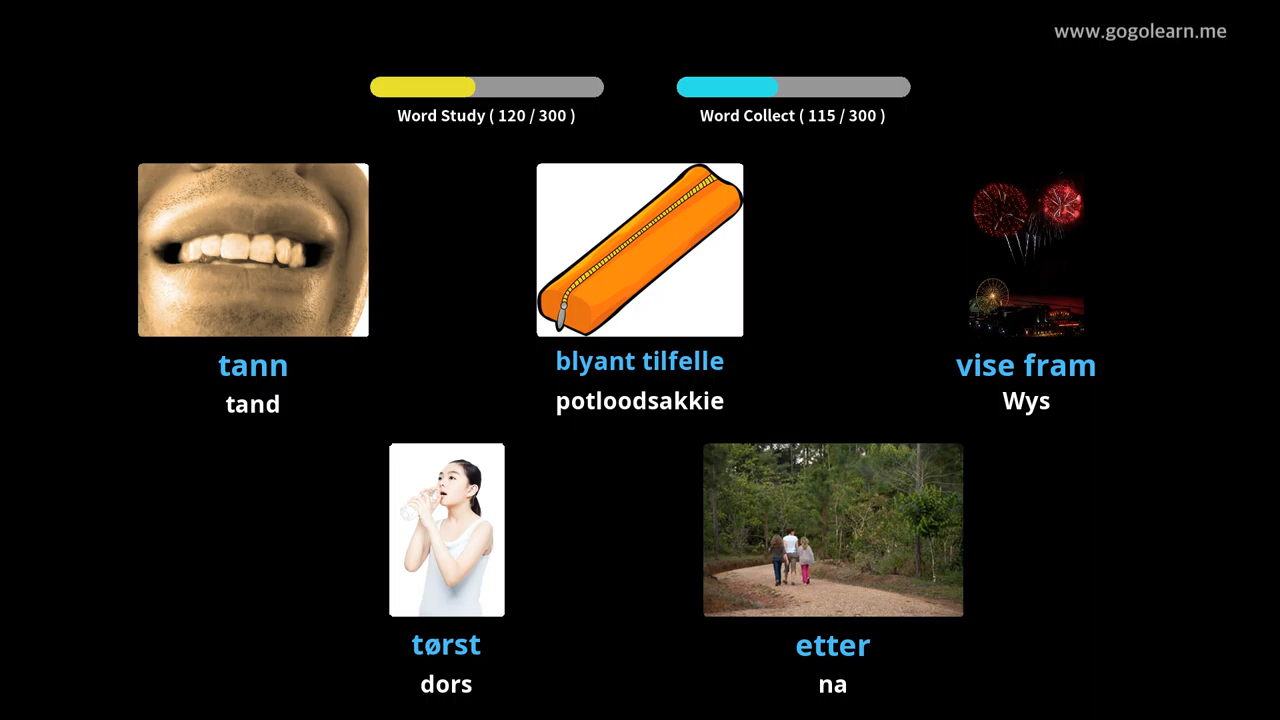 www.gogolearn.me
Word Study ( 120 / 300 )
Word Collect ( 115 / 300 )
tann
tand
blyant tilfelle
potloodsakkie
vise fram
Wys
tørst
dors
etter
na